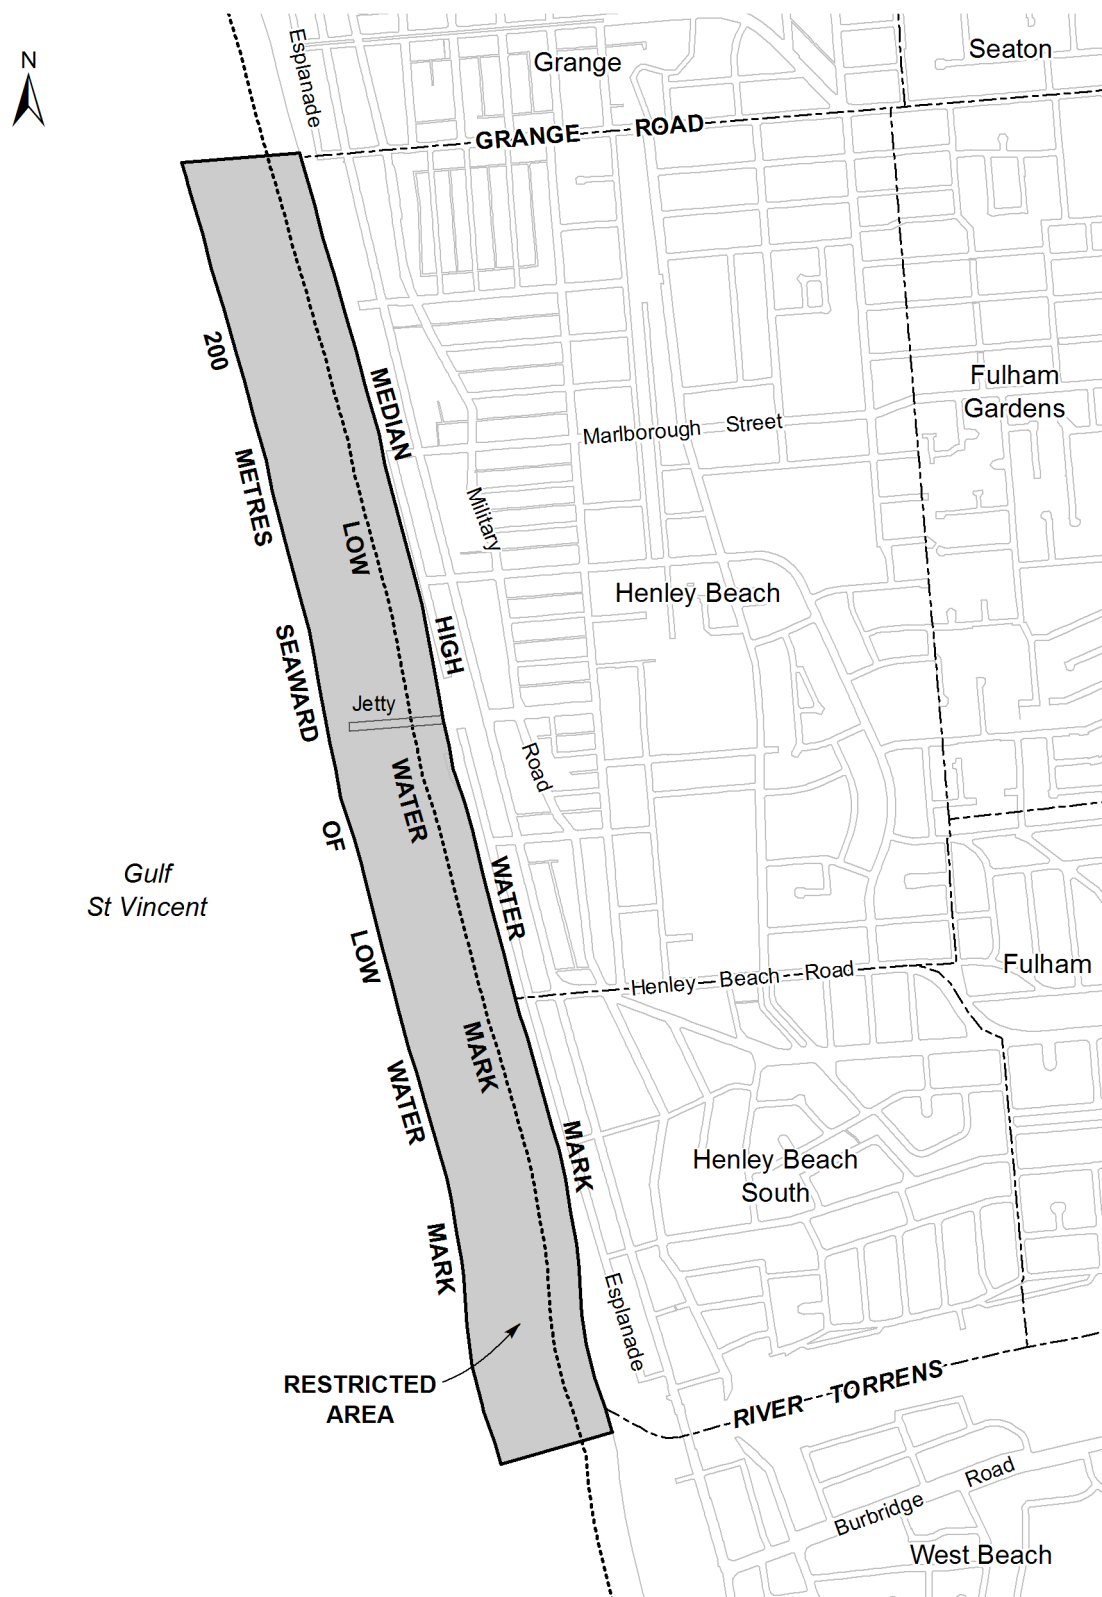 N
Esplanade
Grange
Seaton
GRANGE ROAD
200 METRES SEAWARD OF LOW WATER MARK
MEDIAN HIGH WATER MARK
LOW WATER MARK
Fulham
Gardens
Marlborough Street
Military Road
Henley Beach
Jetty
Gulf
St Vincent
Henley Beach Road
Fulham
Henley Beach
South
Esplanade
RESTRICTED
AREA
RIVER TORRENS
Burbridge Road
West Beach